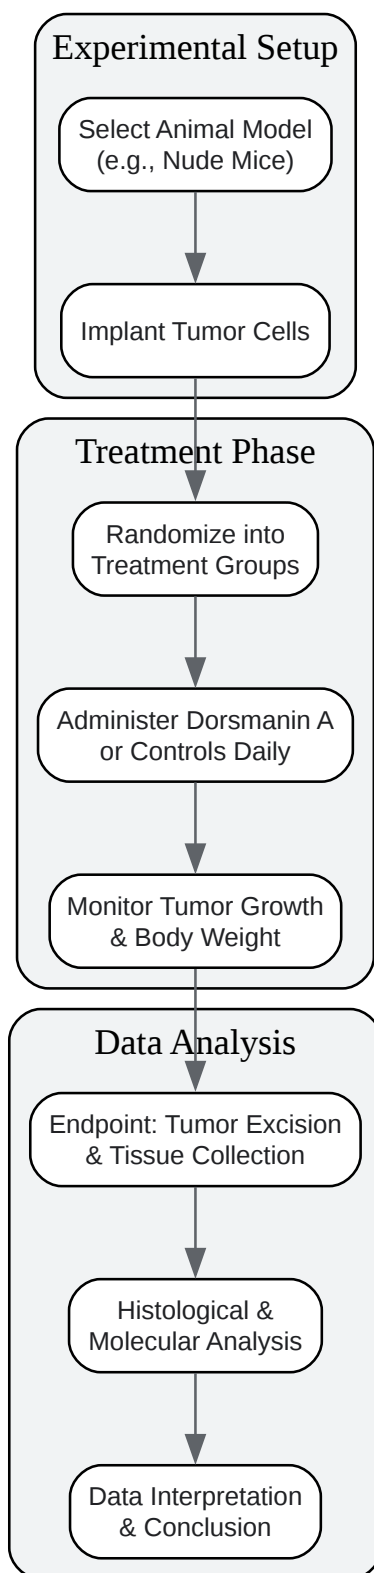 Experimental Setup
Select Animal Model
(e.g., Nude Mice)
Implant Tumor Cells
Treatment Phase
Randomize into
Treatment Groups
Administer Dorsmanin A
or Controls Daily
Monitor Tumor Growth
& Body Weight
Data Analysis
Endpoint: Tumor Excision
& Tissue Collection
Histological &
Molecular Analysis
Data Interpretation
& Conclusion